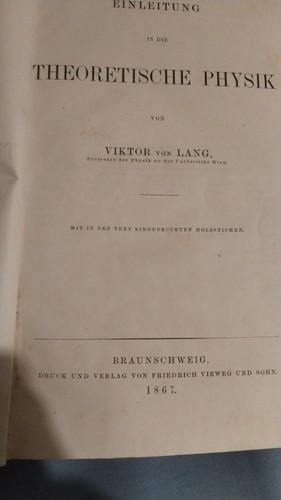 EINLEITUNG
IN DIE
THEORETISCHE PHYSIK
VON
VIKTOR VON LANG,
Professor der Physik an der Universität Wien.
MIT IN DEN TEXT EINGEDRUCKTEN HOLZSTICHEN.
BRAUNSCHWEIG,
DRUCK UND VERLAG VON FRIEDRICH VIEWEG UND SOHN.
1867.